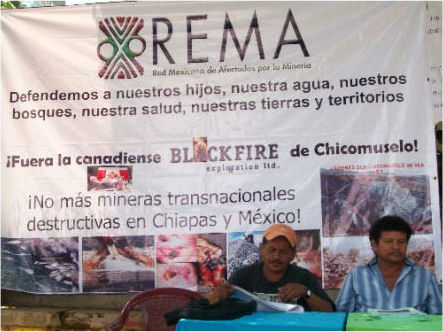 REMA
Red Mexicana de Afectados por la Minería
Defendemos a nuestros hijos, nuestra agua, nuestros
bosques, nuestra salud, nuestras tierras y territorios
¡Fuera la canadiense BLACKFIRE de Chicomuselo!
exploration ltd.
¡No más mineras transnacionales
destructivas en Chiapas y México!